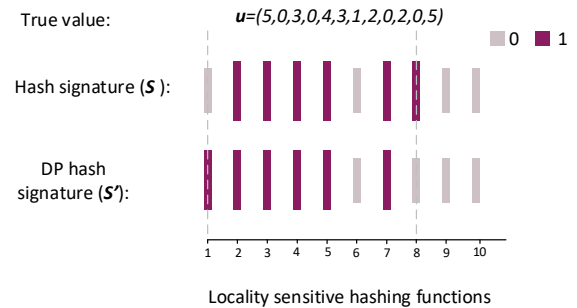 True value: u=(5,0,3,0,4,3,1,2,0,2,0,5)
0 1
Hash signature (S ):
DP hash
signature (S’):
1 2 3 4 5 6 7 8 9 10
Locality sensitive hashing functions